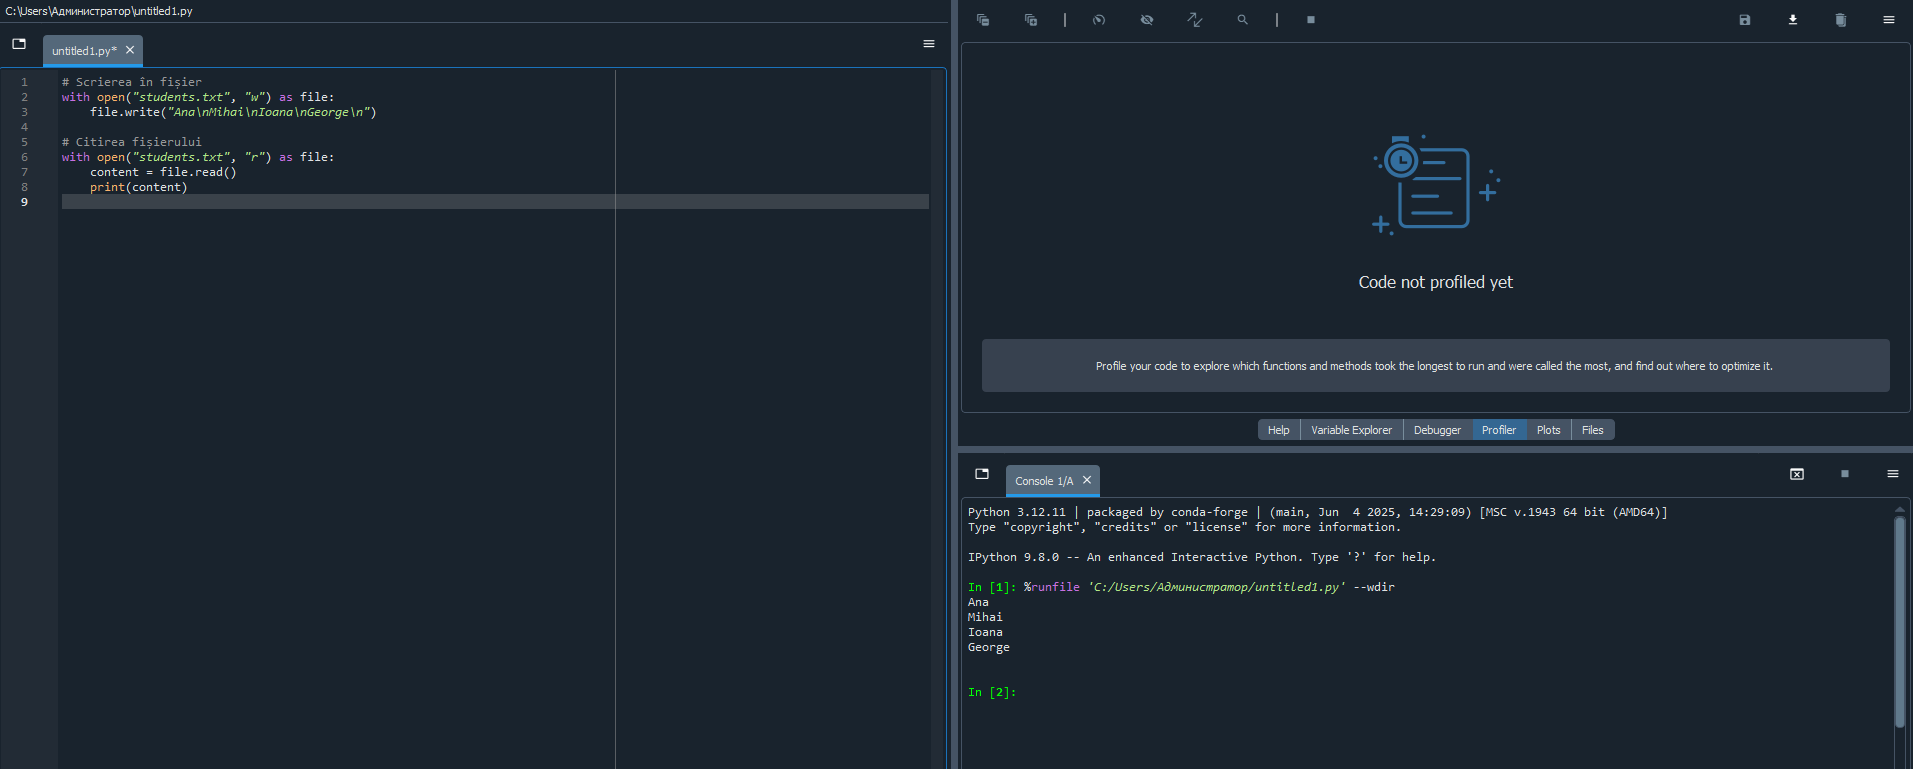 C:\Users\Администратор\untitled1.py
untitled1.py*
1 # Scrierea în fișier
2 with open("students.txt", "w") as file:
3     file.write("Ana\nMihai\nIoana\nGeorge\n")
4
5 # Citirea fișierului
6 with open("students.txt", "r") as file:
7     content = file.read()
8     print(content)
9
Code not profiled yet
Profile your code to explore which functions and methods took the longest to run and were called the most, and find out where to optimize it.
Help Variable Explorer Debugger Profiler Plots Files
Console 1/A
Python 3.12.11 | packaged by conda-forge | (main, Jun  4 2025, 14:29:09) [MSC v.1943 64 bit (AMD64)]
Type "copyright", "credits" or "license" for more information.
IPython 9.8.0 -- An enhanced Interactive Python. Type '?' for help.
In [1]: %runfile 'C:/Users/Администратор/untitled1.py' --wdir
Ana
Mihai
Ioana
George
In [2]: